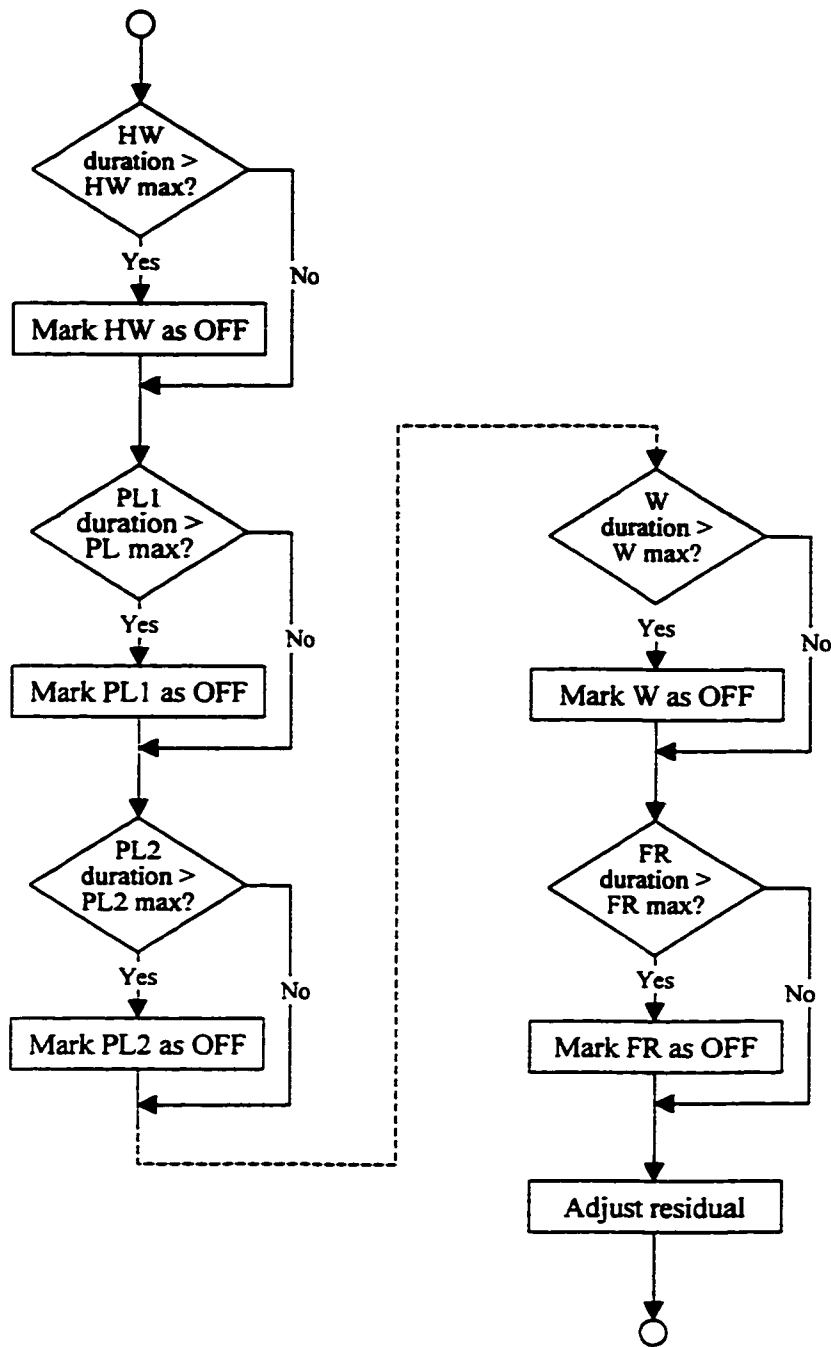 HW
duration >
HW max?
Yes
No
Mark HW as OFF
PL1
duration >
PL max?
Yes
No
Mark PL1 as OFF
PL2
duration >
PL2 max?
Yes
No
Mark PL2 as OFF
W
duration >
W max?
Yes
No
Mark W as OFF
FR
duration >
FR max?
Yes
No
Mark FR as OFF
Adjust residual